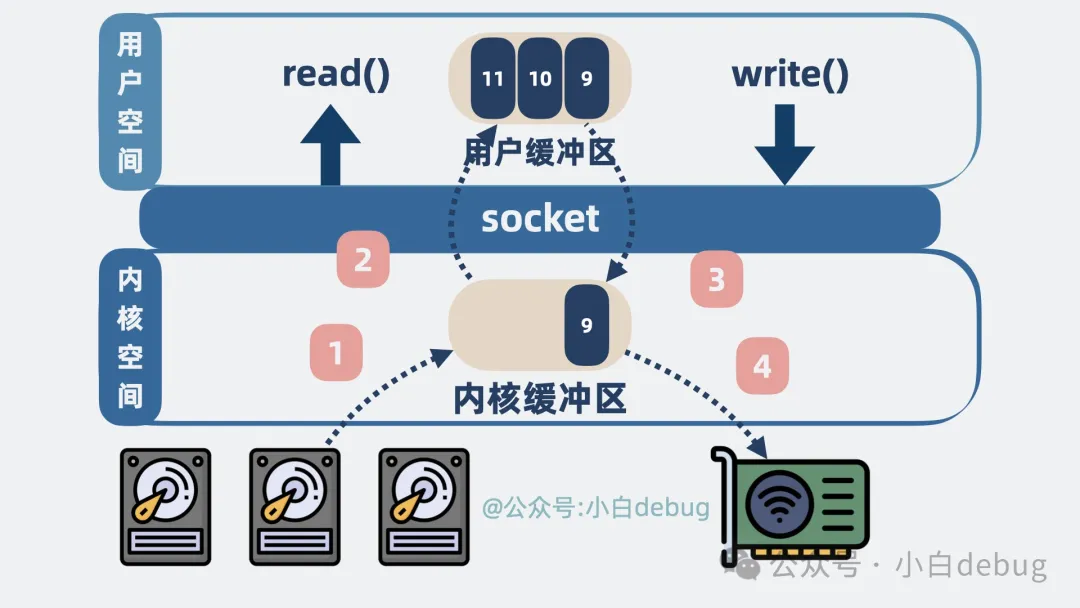 用户空间
read()
11 10 9
write()
用户缓冲区
socket
2
3
内核空间
9
1
4
内核缓冲区
@公众号:小白debug
公众号 · 小白debug